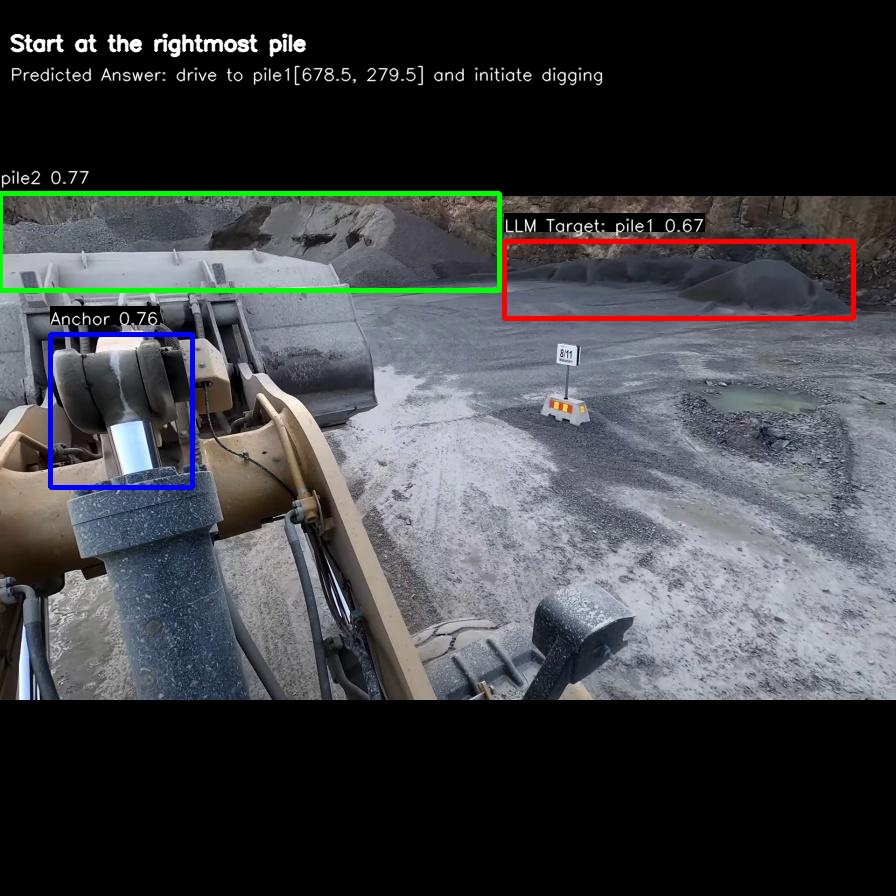 Start at the rightmost pile
Predicted Answer: drive to pile1[678.5, 279.5] and initiate digging
pile2 0.77
LLM Target: pile1 0.67
Anchor 0.76
8/11